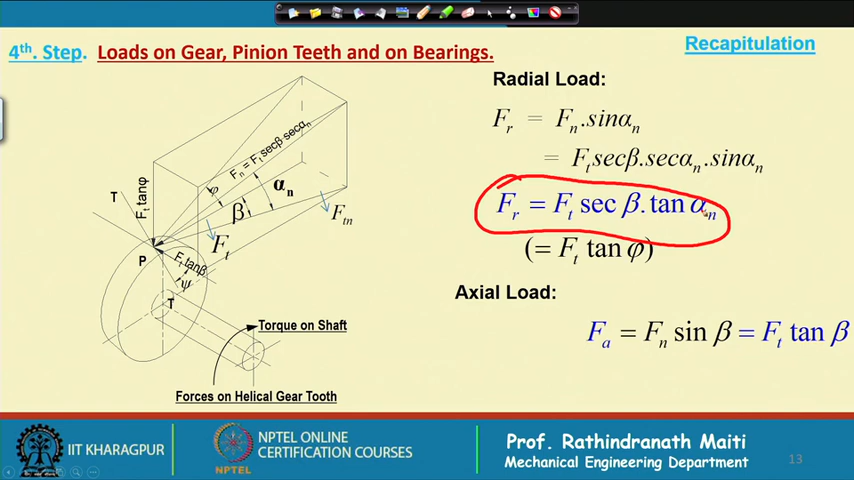 Recapitulation
4th. Step. Loads on Gear, Pinion Teeth and on Bearings.
Radial Load:
Fr = Fn.sinαn
= Ftsecβ.secαn.sinαn
Fr = Ft sec β.tan αn
(= Ft tan φ)
Axial Load:
Fa = Fn sin β = Ft tan β
Fn = Ft secβ secαn
Ft tanφ
T
φ
αn
β
Ftn
Ft
P
Ft tanβ
ψ
T
Torque on Shaft
Forces on Helical Gear Tooth
IIT KHARAGPUR
NPTEL
NPTEL ONLINE
CERTIFICATION COURSES
Prof. Rathindranath Maiti
Mechanical Engineering Department
13